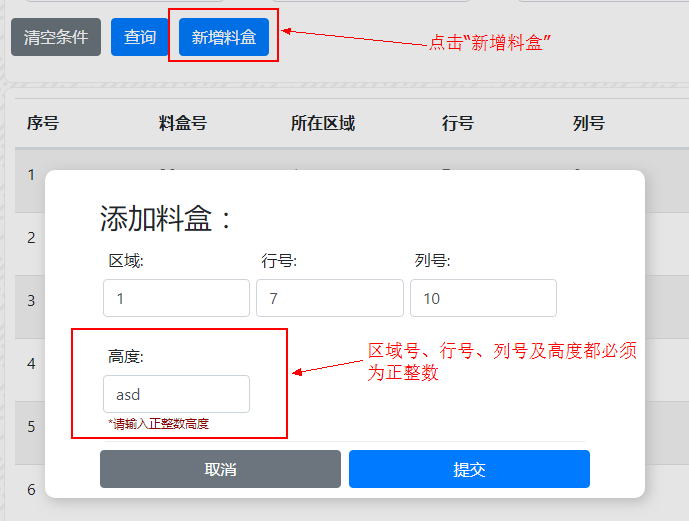 清空条件 查询 新增料盒
点击“新增料盒”
序号 料盒号 所在区域 行号 列号
1
添加料盒：
区域: 行号: 列号:
2
1 7 10
3
高度:
区域号、行号、列号及高度都必须
为正整数
4
asd
*请输入正整数高度
5
取消 提交
6